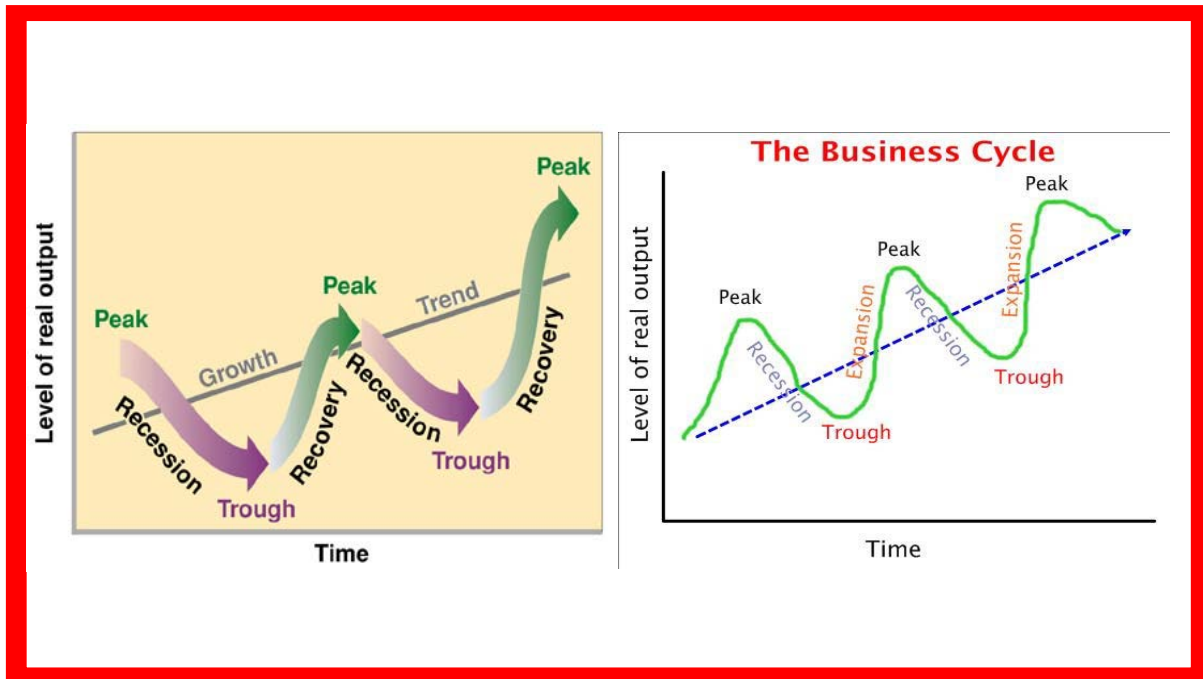 Peak
Peak
Peak
Growth
Trend
Recession
Recovery
Recession
Recovery
Trough
Trough
Level of real output
Time
The Business Cycle
Peak
Peak
Peak
Recession
Expansion
Recession
Expansion
Trough
Trough
Level of real output
Time